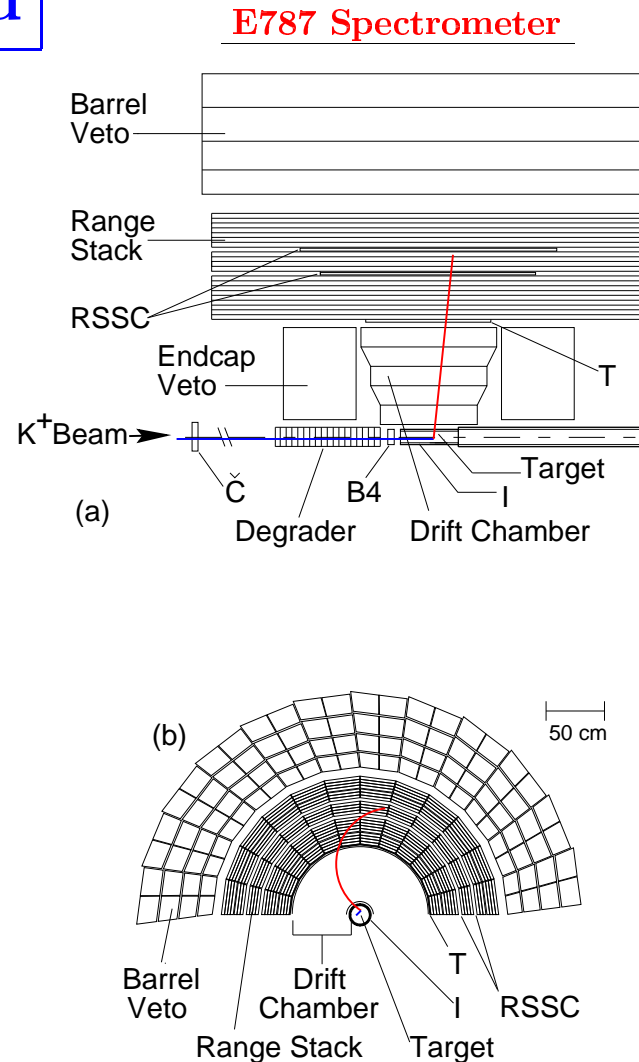 E787 Spectrometer
Barrel
Veto
Range
Stack
RSSC
Endcap
Veto
T
K+Beam
Č
B4
Target
I
(a)
Degrader
Drift Chamber
(b)
50 cm
Barrel
Veto
Drift
Chamber
T
I
RSSC
Range Stack
Target